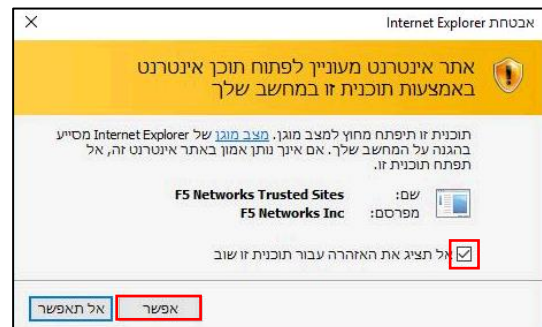 אבטחת Internet Explorer
אתר אינטרנט מעוניין לפתוח תוכן אינטרנט
באמצעות תוכנית זו במחשב שלך
תוכנית זו תיפתח מחוץ למצב מוגן. מצב מוגן של Internet Explorer מסייע
בהגנה על המחשב שלך. אם אינך נותן אמון באתר אינטרנט זה, אל
תפתח תוכנית זו.
שם: F5 Networks Trusted Sites
מפרסם: F5 Networks Inc
אל תציג את האזהרה עבור תוכנית זו שוב
אפשר אל תאפשר